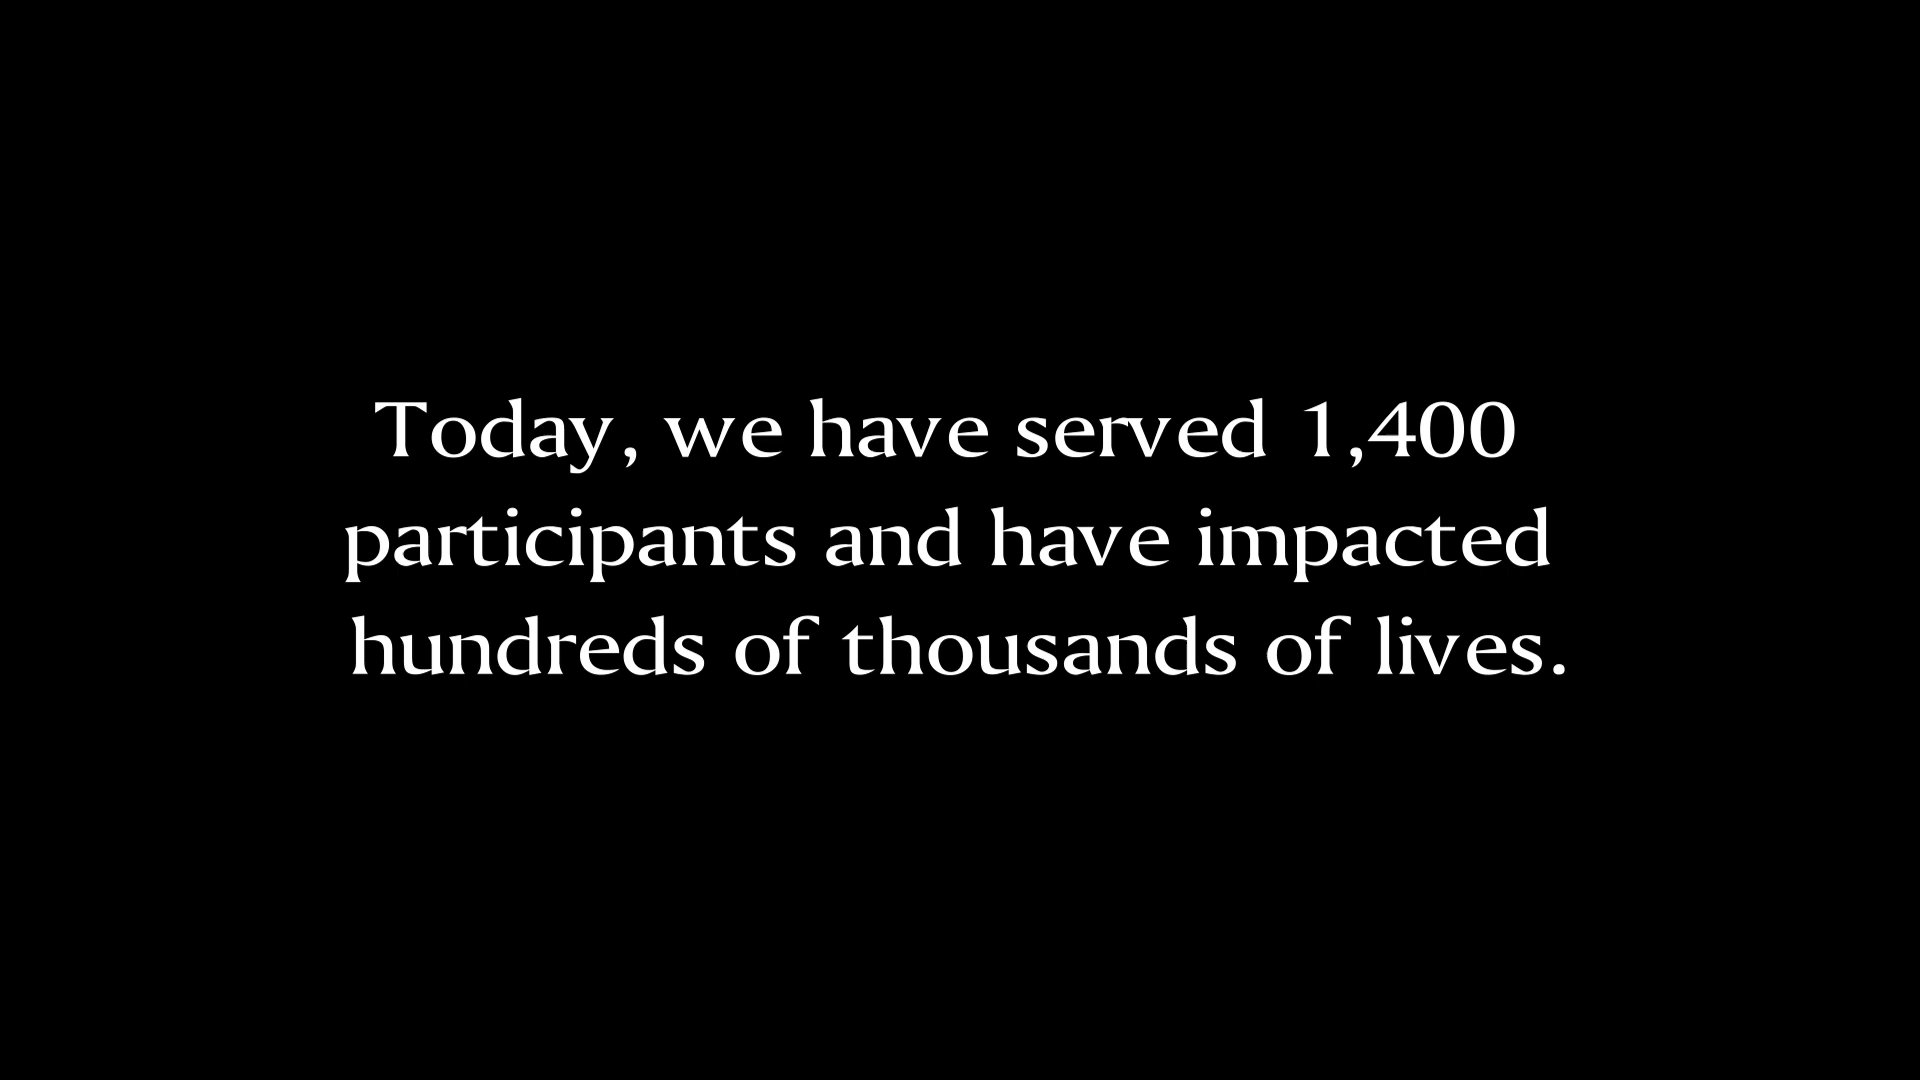 Today, we have served 1,400
participants and have impacted
hundreds of thousands of lives.